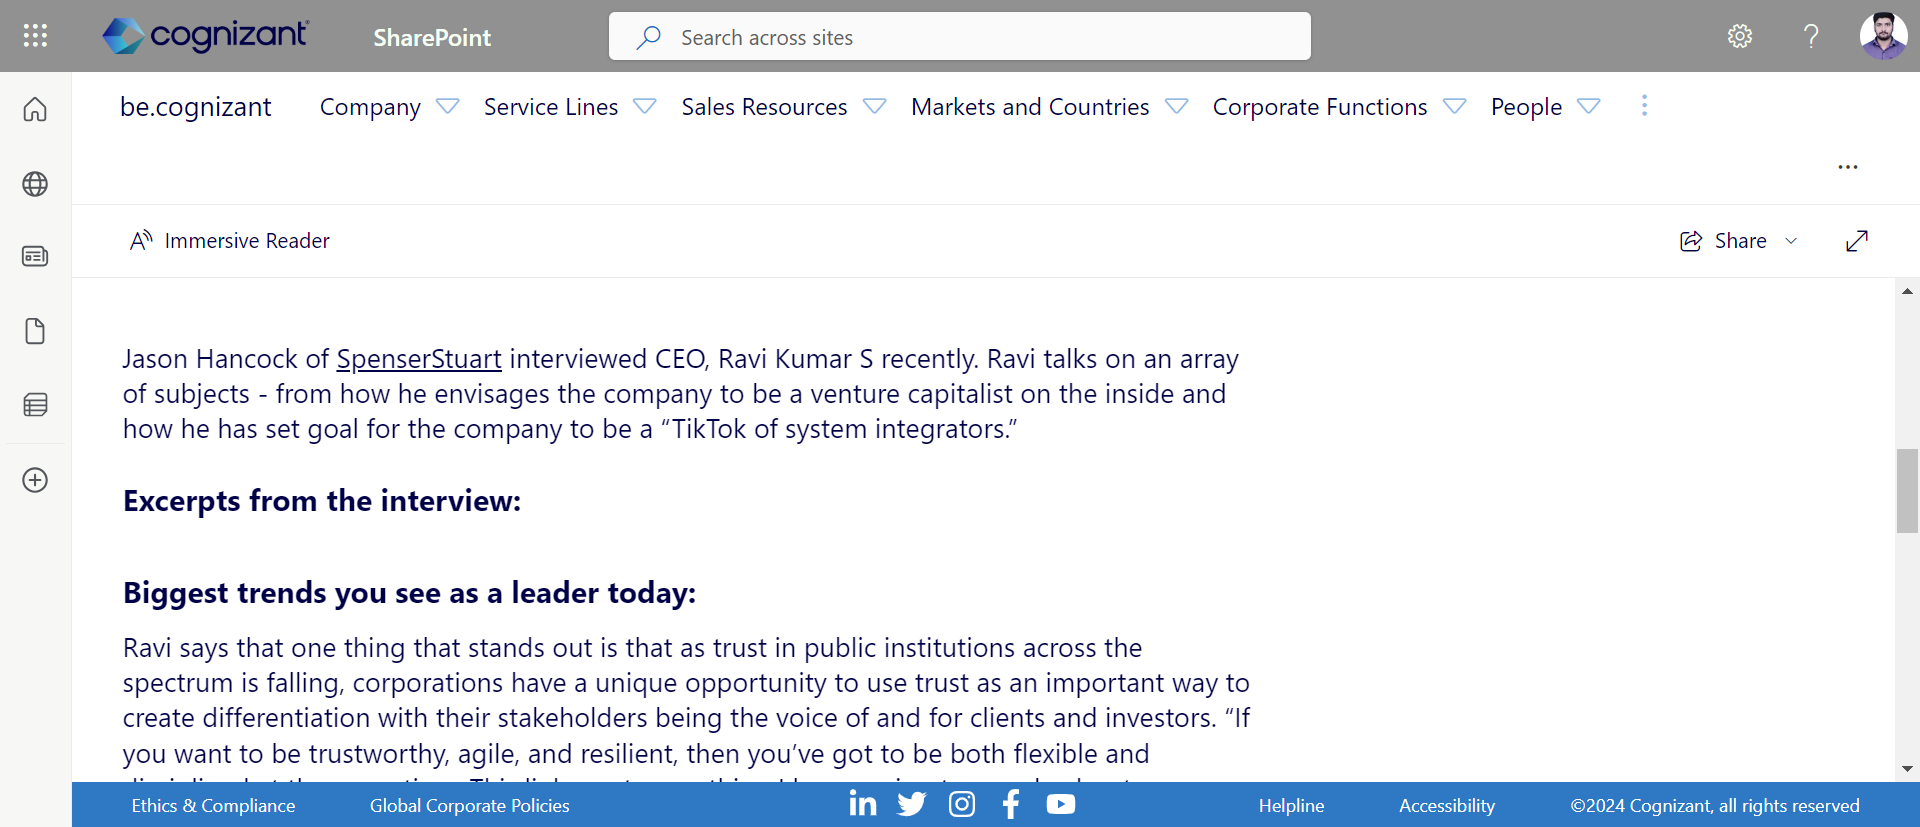 cognizant
SharePoint
Search across sites
be.cognizant
Company
Service Lines
Sales Resources
Markets and Countries
Corporate Functions
People
Immersive Reader
Share
Jason Hancock of SpenserStuart interviewed CEO, Ravi Kumar S recently. Ravi talks on an array
of subjects - from how he envisages the company to be a venture capitalist on the inside and
how he has set goal for the company to be a “TikTok of system integrators.”
Excerpts from the interview:
Biggest trends you see as a leader today:
Ravi says that one thing that stands out is that as trust in public institutions across the
spectrum is falling, corporations have a unique opportunity to use trust as an important way to
create differentiation with their stakeholders being the voice of and for clients and investors. “If
you want to be trustworthy, agile, and resilient, then you’ve got to be both flexible and
Ethics & Compliance
Global Corporate Policies
Helpline
Accessibility
©2024 Cognizant, all rights reserved